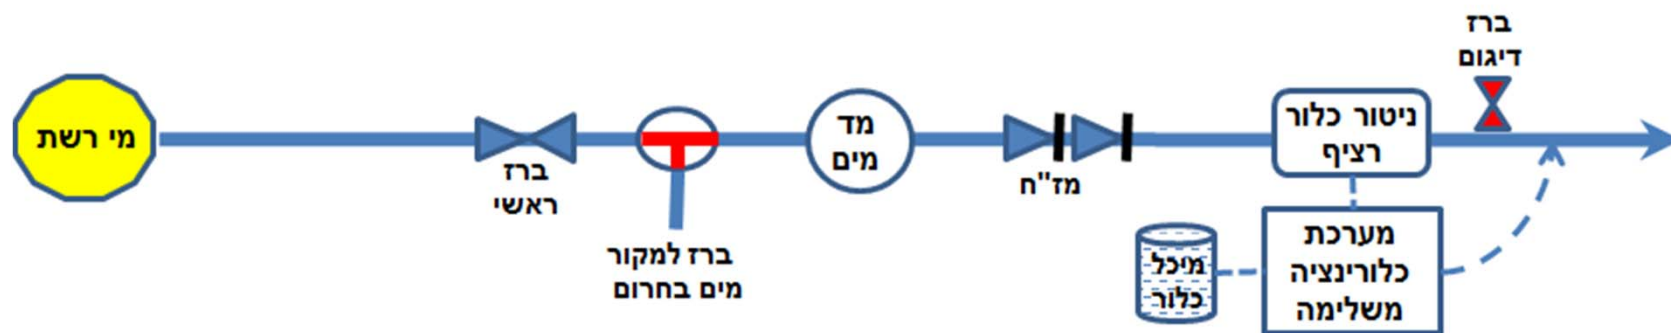 מי רשת
ברז
ראשי
ברז למקור
מים בחרום
מד
מים
מז"ח
ניטור כלור
רציף
ברז
דיגום
מיכל
כלור
מערכת
כלורינציה
משלימה